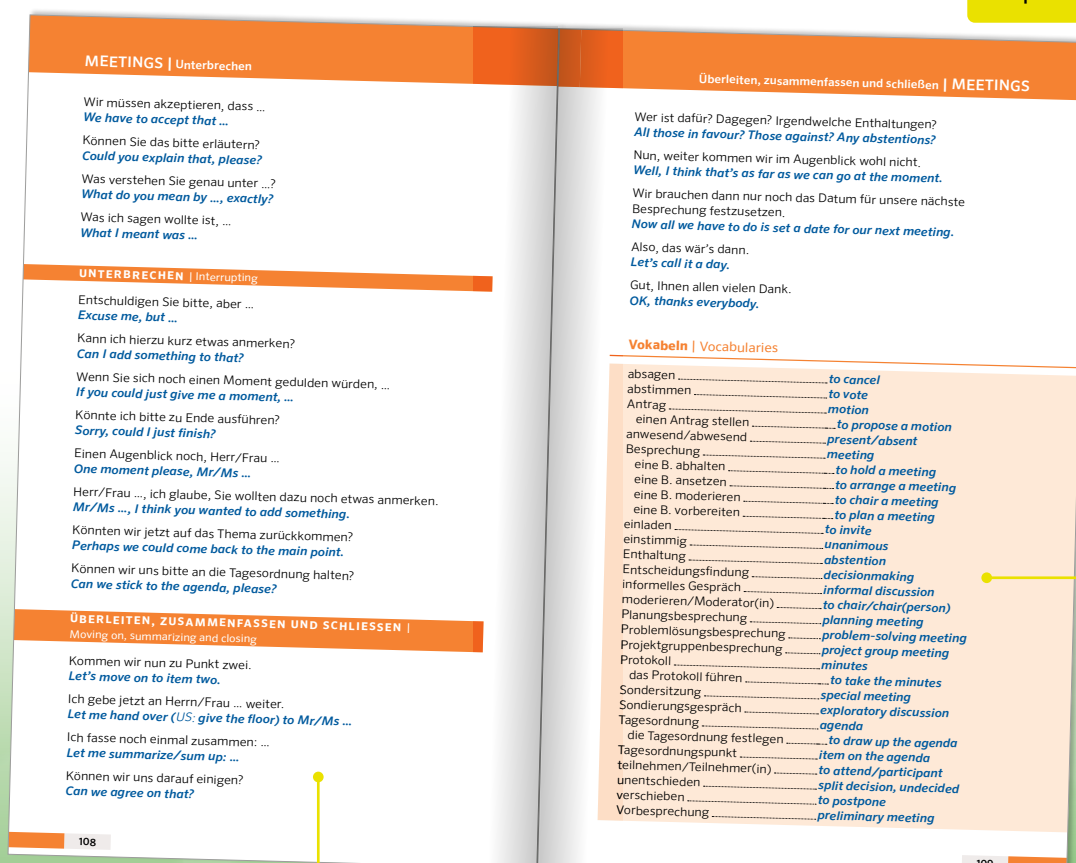 MEETINGS | Unterbrechen
Wir müssen akzeptieren, dass ...
We have to accept that ...
Können Sie das bitte erläutern?
Could you explain that, please?
Was verstehen Sie genau unter ...?
What do you mean by ..., exactly?
Was ich sagen wollte ist, ...
What I meant was ...
UNTERBRECHEN | Interrupting
Entschuldigen Sie bitte, aber ...
Excuse me, but ...
Kann ich hierzu kurz etwas anmerken?
Can I add something to that?
Wenn Sie sich noch einen Moment gedulden würden, ...
If you could just give me a moment, ...
Könnte ich bitte zu Ende ausführen?
Sorry, could I just finish?
Einen Augenblick noch, Herr/Frau ...
One moment please, Mr/Ms ...
Herr/Frau ..., ich glaube, Sie wollten dazu noch etwas anmerken.
Mr/Ms ..., I think you wanted to add something.
Könnten wir jetzt auf das Thema zurückkommen?
Perhaps we could come back to the main point.
Können wir uns bitte an die Tagesordnung halten?
Can we stick to the agenda, please?
ÜBERLEITEN, ZUSAMMENFASSEN UND SCHLIESSEN |
Moving on, summarizing and closing
Kommen wir nun zu Punkt zwei.
Let's move on to item two.
Ich gebe jetzt an Herrn/Frau ... weiter.
Let me hand over (US: give the floor) to Mr/Ms ...
Ich fasse noch einmal zusammen: ...
Let me summarize/sum up: ...
Können wir uns darauf einigen?
Can we agree on that?
108
Überleiten, zusammenfassen und schließen | MEETINGS
Wer ist dafür? Dagegen? Irgendwelche Enthaltungen?
All those in favour? Those against? Any abstentions?
Nun, weiter kommen wir im Augenblick wohl nicht.
Well, I think that's as far as we can go at the moment.
Wir brauchen dann nur noch das Datum für unsere nächste
Besprechung festzusetzen.
Now all we have to do is set a date for our next meeting.
Also, das wär's dann.
Let's call it a day.
Gut, Ihnen allen vielen Dank.
OK, thanks everybody.
Vokabeln | Vocabularies
absagen to cancel
abstimmen to vote
Antrag motion
einen Antrag stellen to propose a motion
anwesend/abwesend present/absent
Besprechung meeting
eine B. abhalten to hold a meeting
eine B. ansetzen to arrange a meeting
eine B. moderieren to chair a meeting
eine B. vorbereiten to plan a meeting
einladen to invite
einstimmig unanimous
Enthaltung abstention
Entscheidungsfindung decisionmaking
informelles Gespräch informal discussion
moderieren/Moderator(in) to chair/chair(person)
Planungsbesprechung planning meeting
Problemlösungsbesprechung problem-solving meeting
Projektgruppenbesprechung project group meeting
Protokoll minutes
das Protokoll führen to take the minutes
Sondersitzung special meeting
Sondierungsgespräch exploratory discussion
Tagesordnung agenda
die Tagesordnung festlegen to draw up the agenda
Tagesordnungspunkt item on the agenda
teilnehmen/Teilnehmer(in) to attend/participant
unentschieden split decision, undecided
verschieben to postpone
Vorbesprechung preliminary meeting